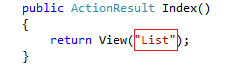 public ActionResult Index()
{
return View("List");
}